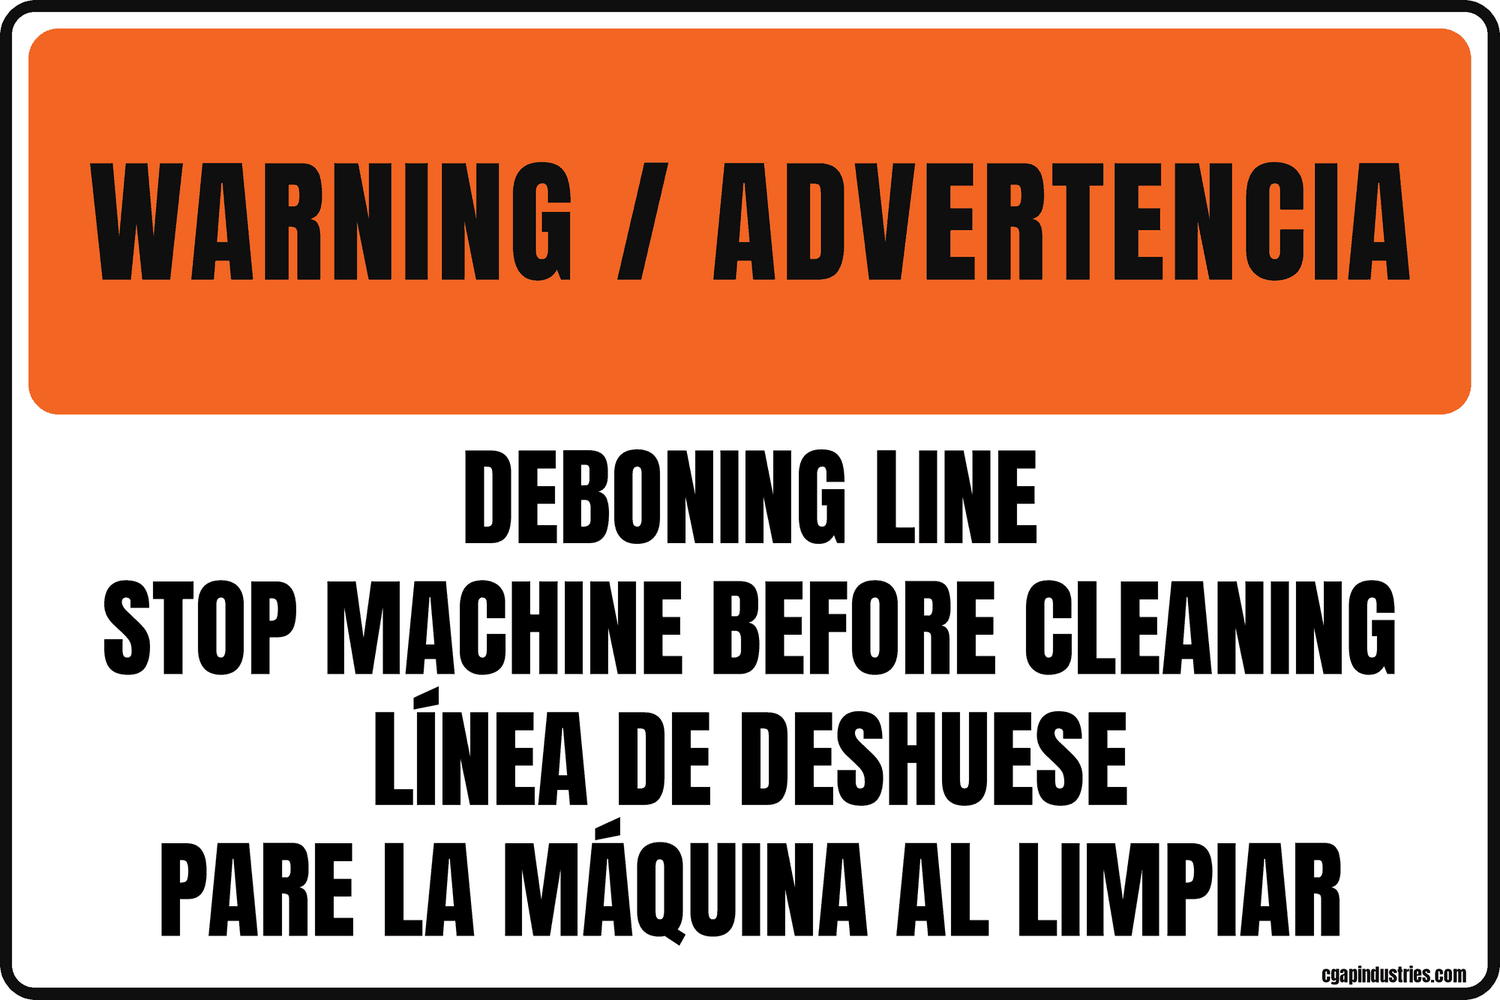 WARNING / ADVERTENCIA
DEBONING LINE
STOP MACHINE BEFORE CLEANING
LÍNEA DE DESHUESE
PARE LA MÁQUINA AL LIMPIAR
cgapindustries.com